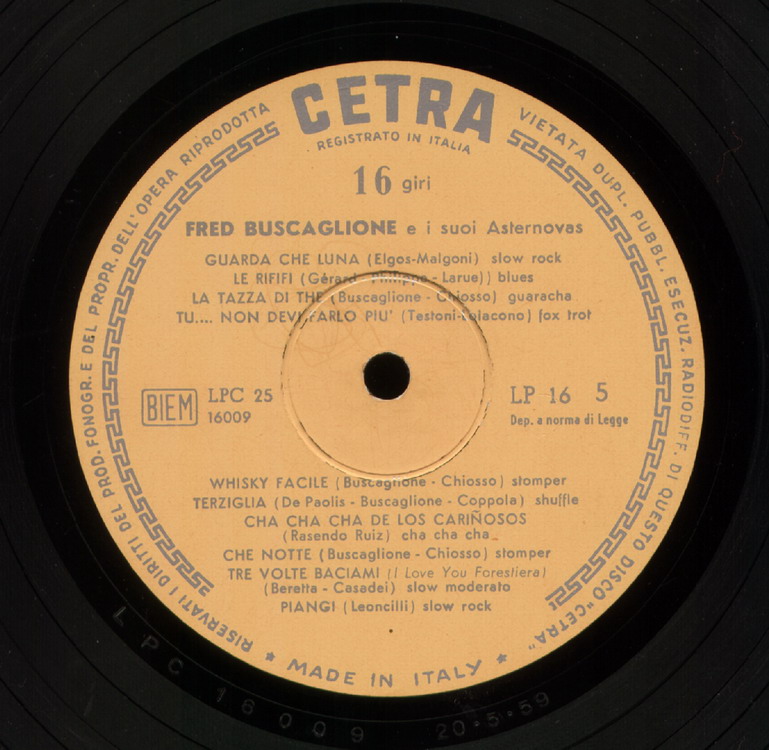 CETRA
REGISTRATO IN ITALIA
16 giri
FRED BUSCAGLIONE e i suoi Asternovas
GUARDA CHE LUNA (Elgos-Malgoni) slow rock
LE RIFIFI (Gérard - Philippe - Larue)) blues
LA TAZZA DI THE (Buscaglione - Chiosso) guaracha
TU.... NON DEVI FARLO PIU' (Testoni-Calacono) fox trot
BIEM
LPC 25
16009
LP 16 5
Dep. a norma di Legge
WHISKY FACILE (Buscaglione - Chiosso) stomper
TERZIGLIA (De Paolis - Buscaglione - Coppola) shuffle
CHA CHA CHA DE LOS CARIÑOSOS
(Rasendo Ruiz) cha cha cha
CHE NOTTE (Buscaglione - Chiosso) stomper
TRE VOLTE BACIAMI (I Love You Forestiera)
(Beretta - Casadei) slow moderato
PIANGI (Leoncilli) slow rock
RISERVATI I DIRITTI DEL PROD. FONOGR. E DEL PROPR. DELL'OPERA RIPRODOTTA
VIETATA DUPL. PUBBL. ESECUZ. RADIODIFF. DI QUESTO DISCO "CETRA"
★ MADE IN ITALY ★
LPC 16009 20·5·59